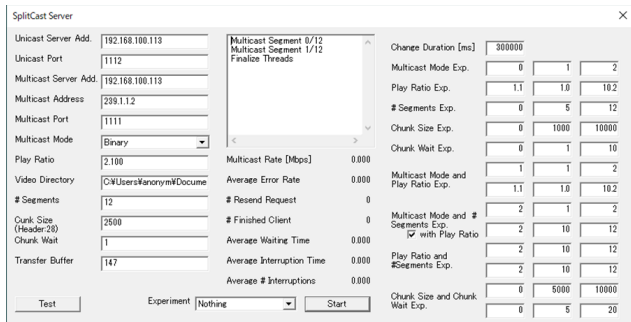 SplitCast Server
Unicast Server Add. 192.168.100.113
Unicast Port 1112
Multicast Server Add. 192.168.100.113
Multicast Address 239.1.1.2
Multicast Port 1111
Multicast Mode Binary
Play Ratio 2.100
Video Directory C:¥Users¥anonym¥Docume
# Segments 12
Cunk Size 2500
(Header:28)
Chunk Wait 1
Transfer Buffer 147
Test
Multicast Segment 0/12
Multicast Segment 1/12
Finalize Threads
Multicast Rate [Mbps] 0.000
Average Error Rate 0.000
# Resend Request 0
# Finished Client 0
Average Waiting Time 0.000
Average Interruption Time 0.000
Average # Interruptions 0.000
Experiment Nothing Start
Change Duration [ms] 300000
Multicast Mode Exp. 0 1 2
Play Ratio Exp. 1.1 1.0 10.2
# Segments Exp. 0 5 12
Chunk Size Exp. 0 1000 10000
Chunk Wait Exp. 0 1 10
Multicast Mode and 1 1 2
Play Ratio Exp. 1.1 1.0 10.2
Multicast Mode and # 2 1 2
Segments Exp.
with Play Ratio 2 10 12
Play Ratio and 2 10 12
#Segments Exp. 2 10 12
Chunk Size and Chunk 0 5000 10000
Wait Exp. 0 5 20